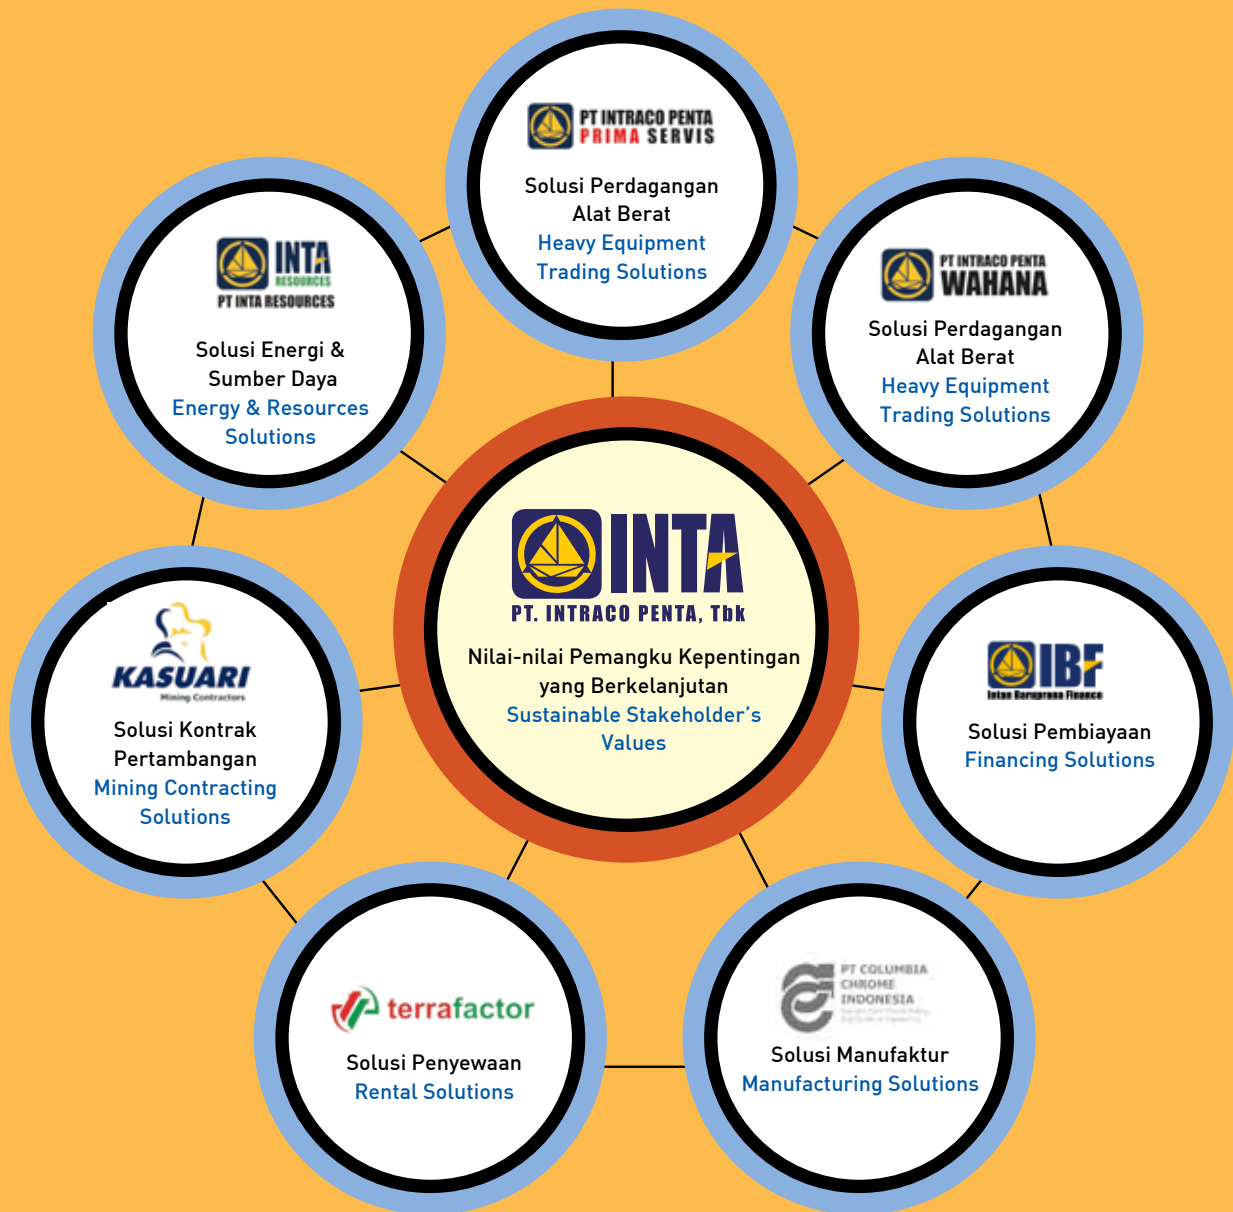 PT INTRACO PENTA
PRIMA SERVIS
Solusi Perdagangan
Alat Berat
Heavy Equipment
Trading Solutions
INTA
RESOURCES
PT INTA RESOURCES
Solusi Energi &
Sumber Daya
Energy & Resources
Solutions
PT INTRACO PENTA
WAHANA
Solusi Perdagangan
Alat Berat
Heavy Equipment
Trading Solutions
INTA
PT. INTRACO PENTA, Tbk
Nilai-nilai Pemangku Kepentingan
yang Berkelanjutan
Sustainable Stakeholder's
Values
KASUARI
Mining Contractors
Solusi Kontrak
Pertambangan
Mining Contracting
Solutions
IBF
Intan Baruprana Finance
Solusi Pembiayaan
Financing Solutions
terrafactor
Solusi Penyewaan
Rental Solutions
PT COLUMBIA
CHROME
INDONESIA
Solusi Manufaktur
Manufacturing Solutions